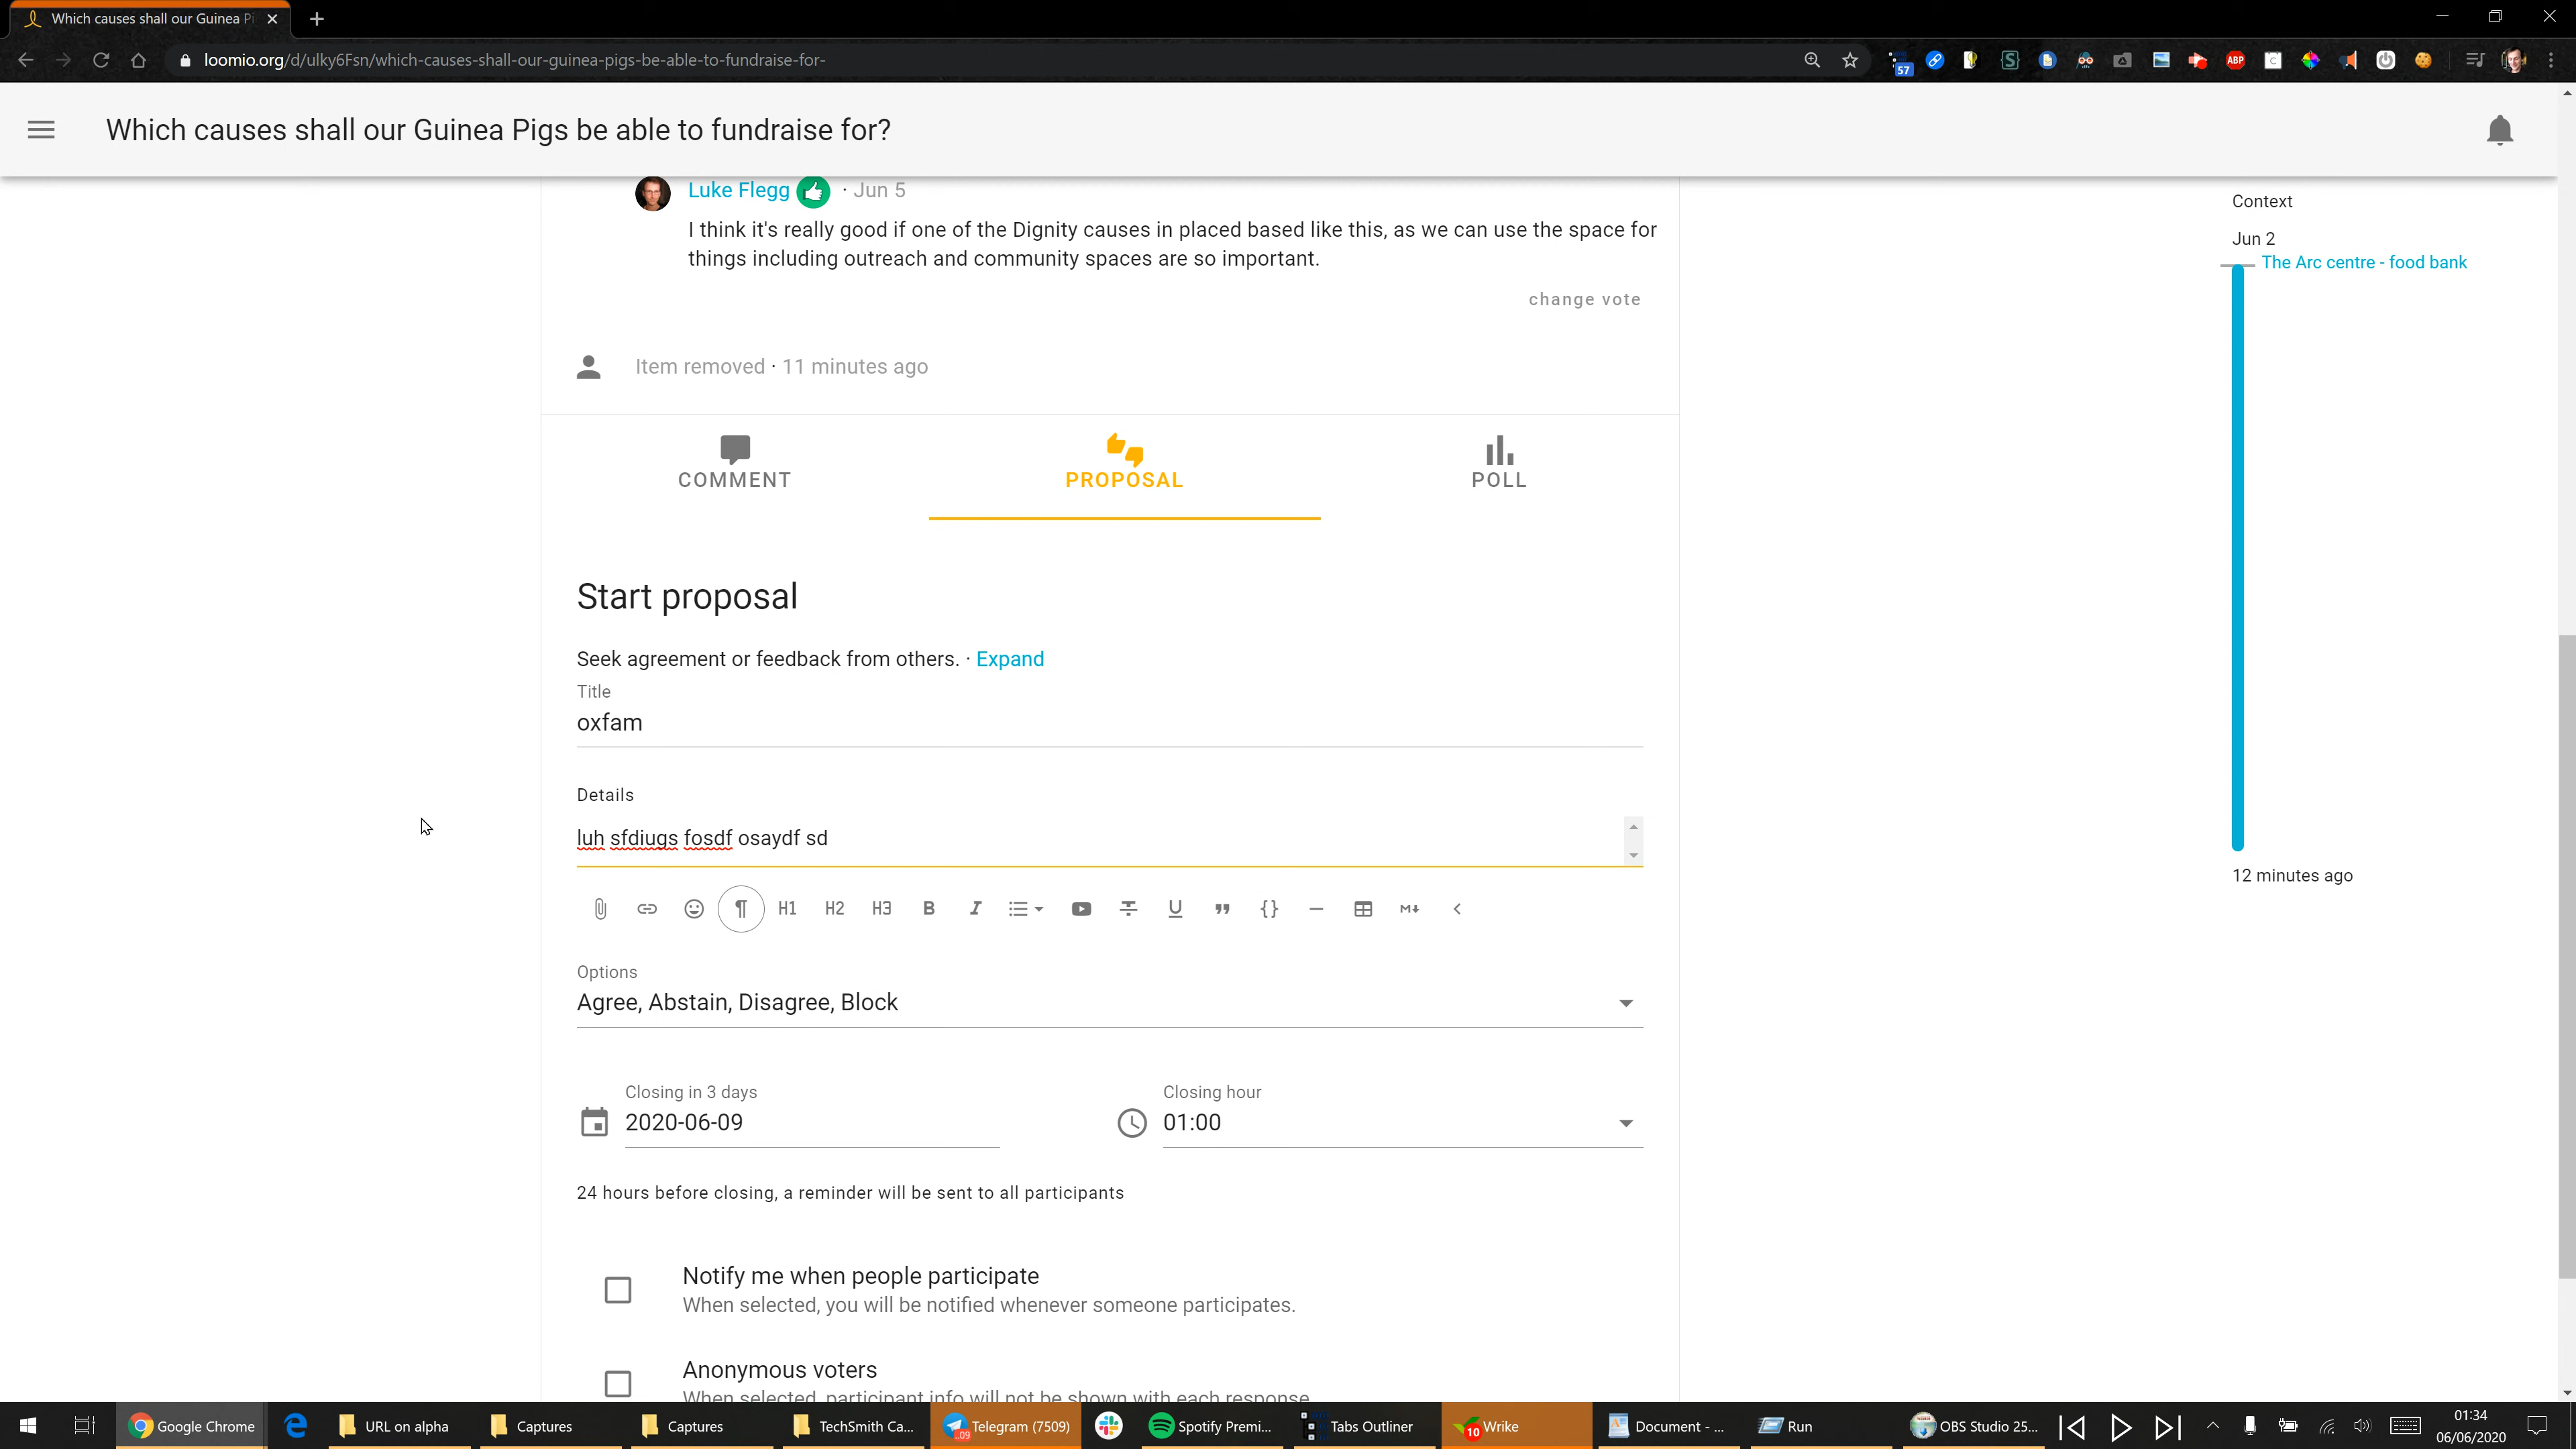 Which causes shall our Guinea Pi
loomio.org/d/ulky6Fsn/which-causes-shall-our-guinea-pigs-be-able-to-fundraise-for-
57
ABP
Which causes shall our Guinea Pigs be able to fundraise for?
Luke Flegg · Jun 5
I think it's really good if one of the Dignity causes in placed based like this, as we can use the space for
things including outreach and community spaces are so important.
change vote
Item removed · 11 minutes ago
COMMENT
PROPOSAL
POLL
Start proposal
Seek agreement or feedback from others. · Expand
Title
oxfam
Details
luh sfdiugs fosdf osaydf sd
H1 H2 H3 B I
Options
Agree, Abstain, Disagree, Block
Closing in 3 days
2020-06-09
Closing hour
01:00
24 hours before closing, a reminder will be sent to all participants
Notify me when people participate
When selected, you will be notified whenever someone participates.
Anonymous voters
When selected, participant info will not be shown with each response
Context
Jun 2
The Arc centre - food bank
12 minutes ago
Google Chrome
URL on alpha
Captures
Captures
TechSmith Ca...
Telegram (7509)
Spotify Premi...
Tabs Outliner
10
Wrike
Document - ...
Run
OBS Studio 25...
01:34
06/06/2020